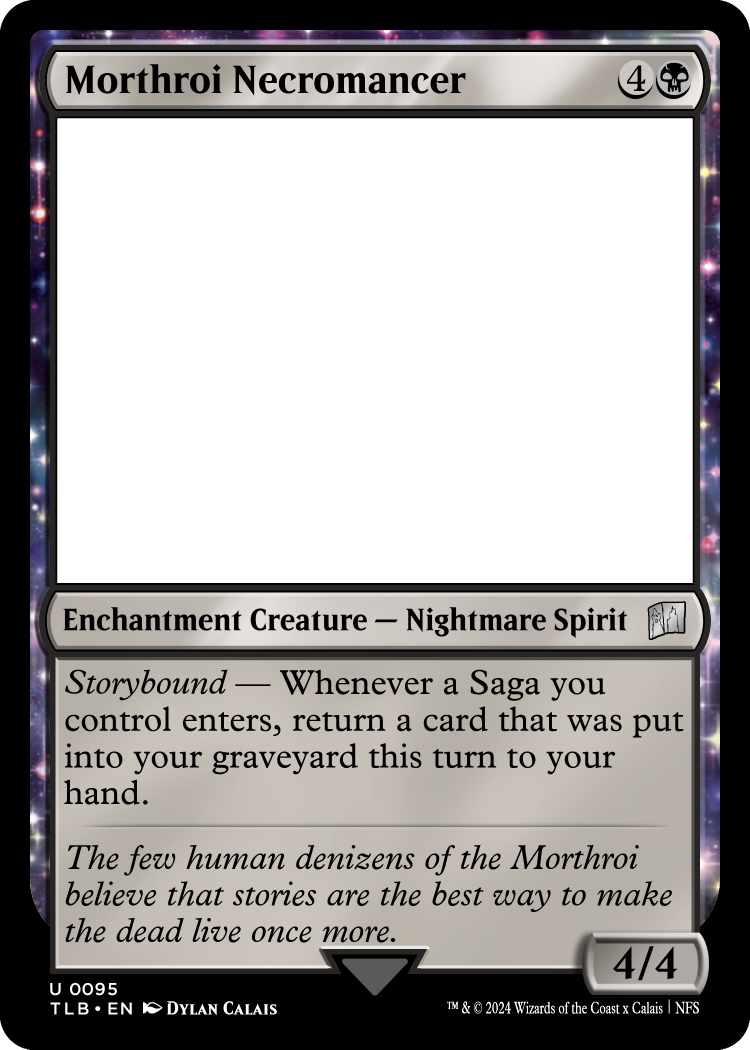 Morthroi Necromancer 4
Enchantment Creature — Nightmare Spirit
Storybound — Whenever a Saga you
control enters, return a card that was put
into your graveyard this turn to your
hand.
The few human denizens of the Morthroi
believe that stories are the best way to make
the dead live once more.
4/4
U 0095
TLB • EN Dylan Calais
™ & © 2024 Wizards of the Coast x Calais | NFS